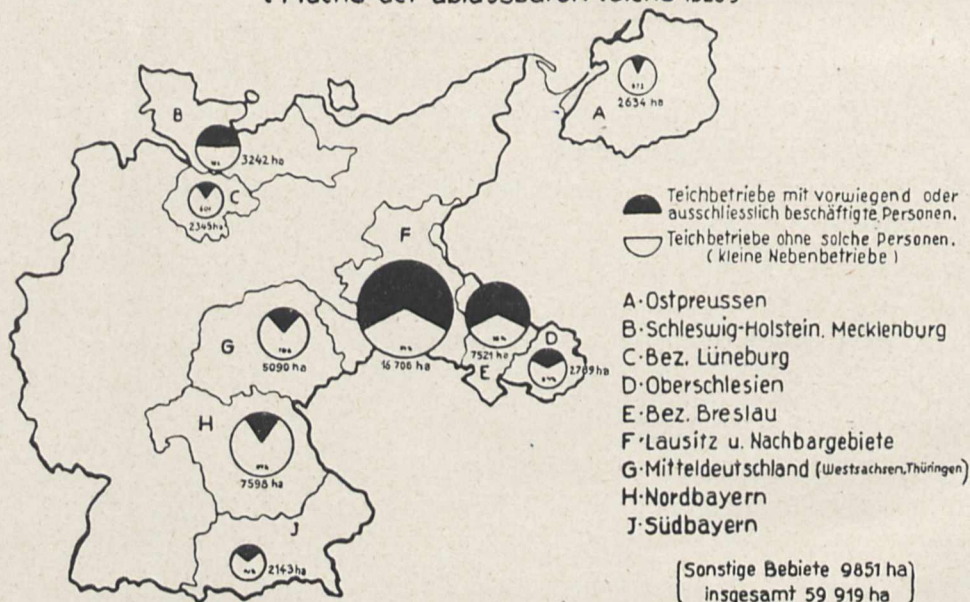 A
2634 ha
B
3242 ha
C
2345 ha
F
G
5090 ha
16 700 ha
7521 ha
D
E
H
7598 ha
J
2143 ha
Teichbetriebe mit vorwiegend oder
ausschliesslich beschäftigte Personen.
Teichbetriebe ohne solche Personen.
( kleine Nebenbetriebe )
A·Ostpreussen
B·Schleswig-Holstein. Mecklenburg
C·Bez. Lüneburg
D·Oberschlesien
E·Bez. Breslau
F·Lausitz u. Nachbargebiete
G·Mitteldeutschland (Westsachsen,Thüringen)
H·Nordbayern
J·Südbayern
(Sonstige Bebiete 9851 ha)
insgesamt 59 919 ha